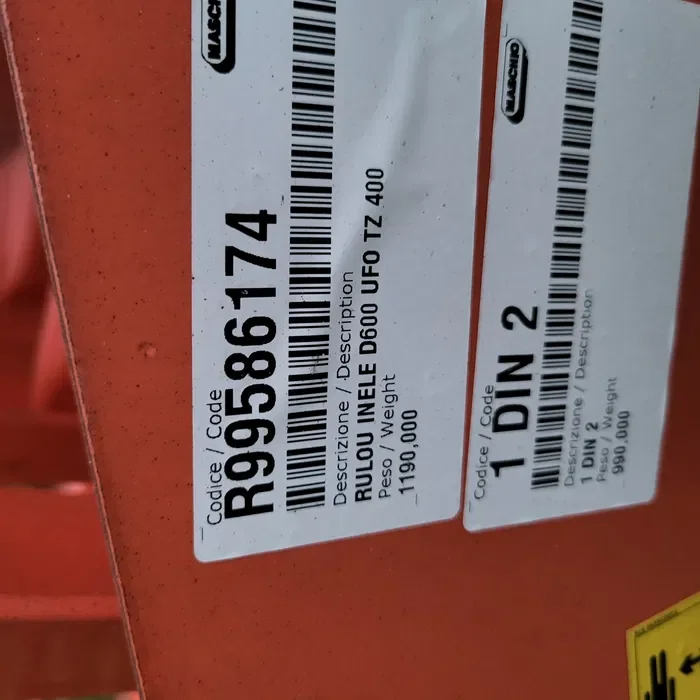 MASCHIO
Codice / Code
R99586174
Descrizione / Description
RULOU INELE D600 UFO TZ 400
Peso / Weight
1190,000
MASCHIO
Codice / Code
1 DIN 2
Descrizione / Description
1 DIN 2
Peso / Weight
990,000